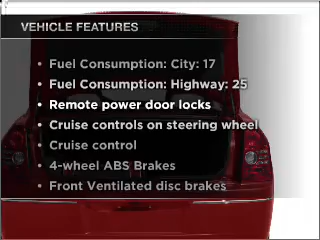 VEHICLE FEATURES
• Fuel Consumption: City: 17
• Fuel Consumption: Highway: 25
• Remote power door locks
• Cruise controls on steering wheel
• Cruise control
• 4-wheel ABS Brakes
• Front Ventilated disc brakes